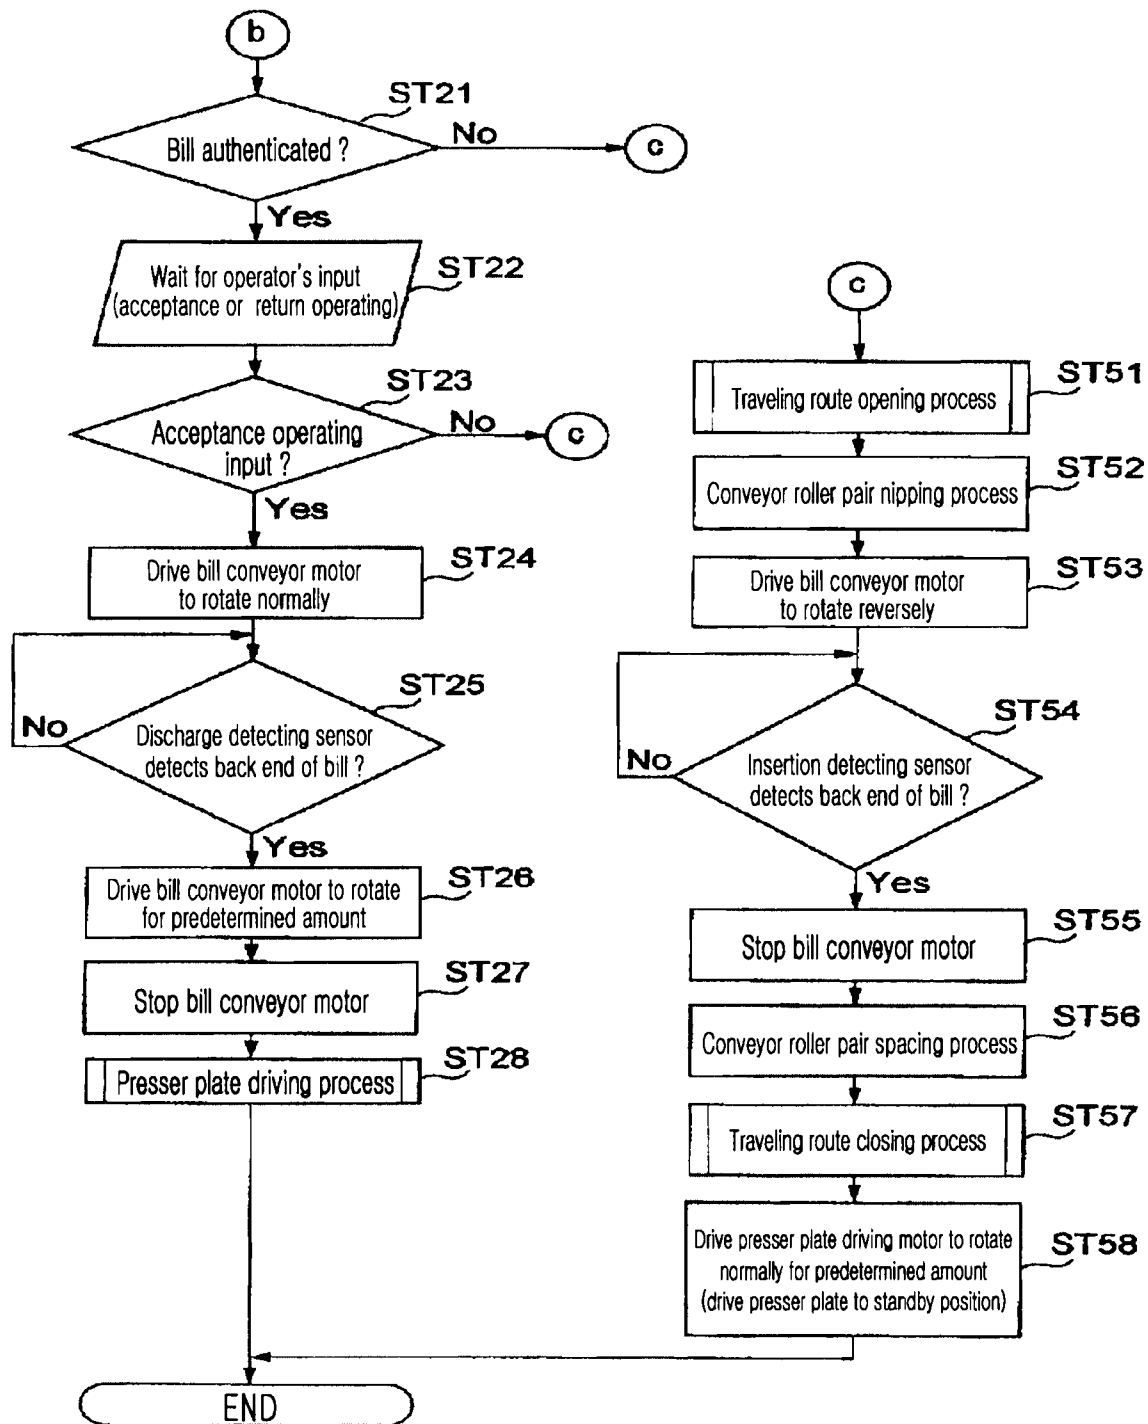 b
ST21
Bill authenticated ?
No
c
Yes
Wait for operator's input
(acceptance or return operating)
ST22
ST23
Acceptance operating
input ?
No
c
Yes
Drive bill conveyor motor
to rotate normally
ST24
ST25
No
Discharge detecting sensor
detects back end of bill ?
Yes
Drive bill conveyor motor to rotate
for predetermined amount
ST26
Stop bill conveyor motor
ST27
Presser plate driving process
ST28
c
Traveling route opening process
ST51
Conveyor roller pair nipping process
ST52
Drive bill conveyor motor
to rotate reversely
ST53
ST54
No
Insertion detecting sensor
detects back end of bill ?
Yes
Stop bill conveyor motor
ST55
Conveyor roller pair spacing process
ST56
Traveling route closing process
ST57
Drive presser plate driving motor to rotate
normally for predetermined amount
(drive presser plate to standby position)
ST58
END